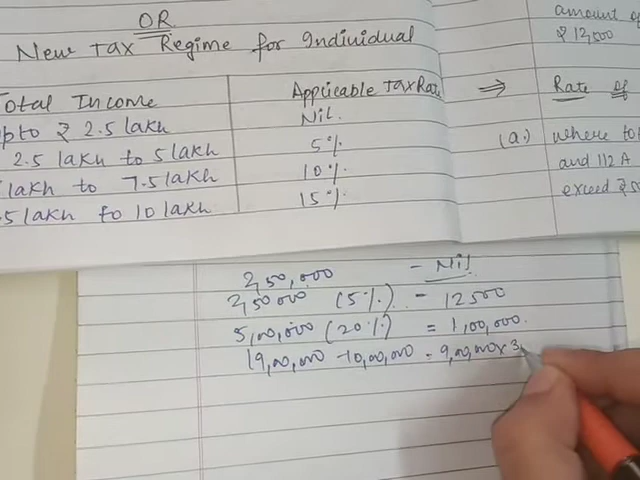 OR
New Tax Regime for Individual
Total Income Applicable Tax Rate
upto ₹ 2.5 lakh Nil.
2.5 lakh to 5 lakh 5%
lakh to 7.5 lakh 10%
.5 lakh to 10 lakh 15%
amount of
₹ 12,500
⇒ Rate of
(a.) where to
and 112 A
exceed ₹ 50
2,50,000 - Nil
2,50000 (5%) - 12500
5,00,000 (20%) = 1,00,000.
19,00,000 - 10,00,000 = 9,00,000 x 3